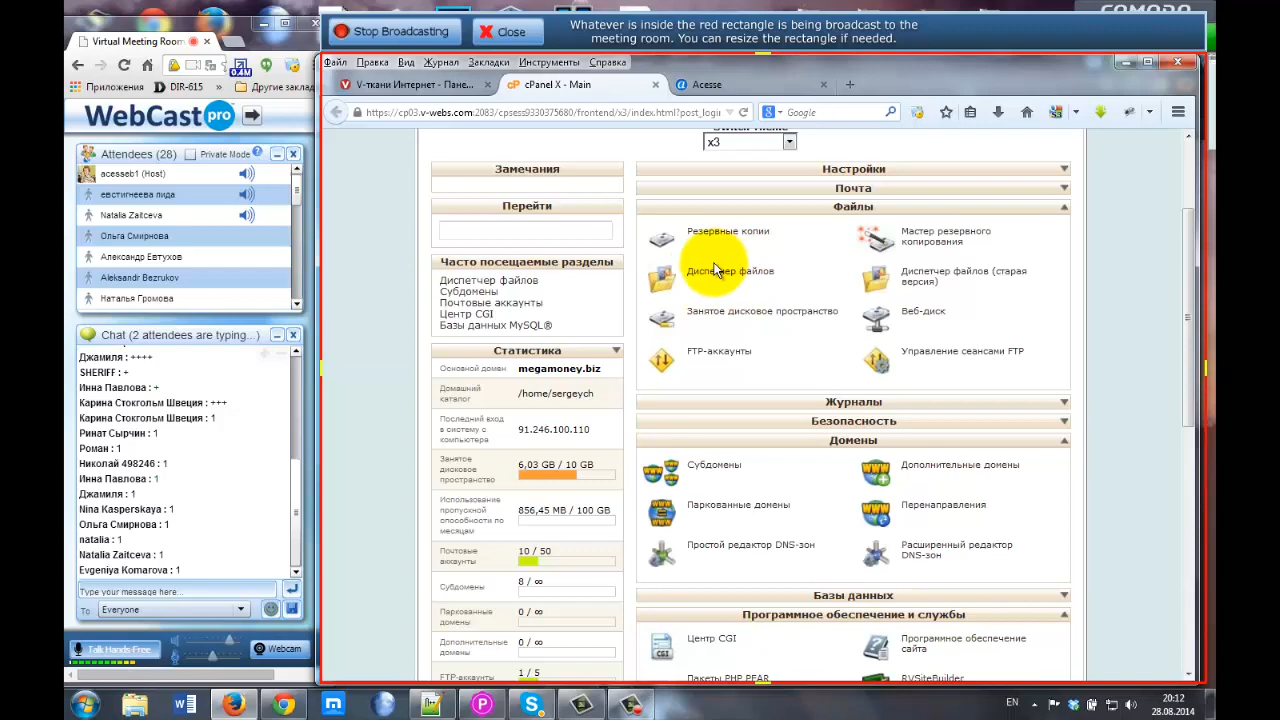 COMODO
Stop Broadcasting
Close
Whatever is inside the red rectangle is being broadcast to the
meeting room. You can resize the rectangle if needed.
Virtual Meeting Room
0.4M
Приложения
DIR-615
»
Другие заклад
WebCast pro
Attendees (28)
Private Mode
?
acesseb1 (Host)
евстигнеева лида
Natalia Zaitceva
Ольга Смирнова
Александр Евтухов
Aleksandr Bezrukov
Наталья Громова
Chat (2 attendees are typing...)
Джамиля : ++++
SHERIFF : +
Инна Павлова : +
Карина Стокгольм Швеция : +++
Карина Стокгольм Швеция : 1
Ринат Сырчин : 1
Роман : 1
Николай 498246 : 1
Инна Павлова : 1
Джамиля : 1
Nina Kasperskaya : 1
Ольга Смирнова : 1
natalia : 1
Natalia Zaitceva : 1
Evgeniya Komarova : 1
Type your message here...
To
Everyone
Talk Hands-Free
Webcam
Файл Правка Вид Журнал Закладки Инструменты Справка
V-ткани Интернет - Пане...
cPanel X - Main
Acesse
https://cp03.v-webs.com:2083/cpsess9330375680/frontend/x3/index.html?post_logi
Google
Switch Theme
x3
Замечания
Перейти
Часто посещаемые разделы
Диспетчер файлов
Субдомены
Почтовые аккаунты
Центр CGI
Базы данных MySQL®
Статистика
Основной домен
megamoney.biz
Домашний каталог
/home/sergeych
Последний вход в систему с компьютера
91.246.100.110
Занятое дисковое пространство
6,03 GB / 10 GB
Использование пропускной способности по месяцам
856,45 MB / 100 GB
Почтовые аккаунты
10 / 50
Субдомены
8 / ∞
Паркованные домены
0 / ∞
Дополнительные домены
0 / ∞
FTP-аккаунты
1 / 5
Настройки
Почта
Файлы
Резервные копии
Мастер резервного
копирования
Диспетчер файлов
Диспетчер файлов (старая
версия)
Занятое дисковое пространство
Веб-диск
FTP-аккаунты
Управление сеансами FTP
Журналы
Безопасность
Домены
Субдомены
Дополнительные домены
Паркованные домены
Перенаправления
Простой редактор DNS-зон
Расширенный редактор
DNS-зон
Базы данных
Программное обеспечение и службы
Центр CGI
Программное обеспечение
сайта
Пакеты PHP PEAR
RVSiteBuilder
EN
20:12
28.08.2014